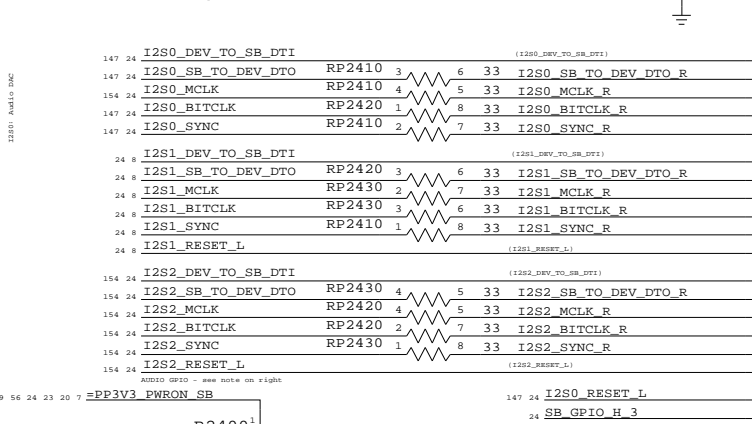 I2S0: Audio DAC
147 24 I2S0_DEV_TO_SB_DTI (I2S0_DEV_TO_SB_DTI)
147 24 I2S0_SB_TO_DEV_DTO RP2410 3 6 33 I2S0_SB_TO_DEV_DTO_R
154 24 I2S0_MCLK RP2410 4 5 33 I2S0_MCLK_R
147 24 I2S0_BITCLK RP2420 1 8 33 I2S0_BITCLK_R
147 24 I2S0_SYNC RP2410 2 7 33 I2S0_SYNC_R
24 8 I2S1_DEV_TO_SB_DTI (I2S1_DEV_TO_SB_DTI)
24 8 I2S1_SB_TO_DEV_DTO RP2420 3 6 33 I2S1_SB_TO_DEV_DTO_R
24 8 I2S1_MCLK RP2430 2 7 33 I2S1_MCLK_R
24 8 I2S1_BITCLK RP2430 3 6 33 I2S1_BITCLK_R
24 8 I2S1_SYNC RP2410 1 8 33 I2S1_SYNC_R
24 8 I2S1_RESET_L (I2S1_RESET_L)
154 24 I2S2_DEV_TO_SB_DTI (I2S2_DEV_TO_SB_DTI)
154 24 I2S2_SB_TO_DEV_DTO RP2430 4 5 33 I2S2_SB_TO_DEV_DTO_R
154 24 I2S2_MCLK RP2420 4 5 33 I2S2_MCLK_R
154 24 I2S2_BITCLK RP2420 2 7 33 I2S2_BITCLK_R
154 24 I2S2_SYNC RP2430 1 8 33 I2S2_SYNC_R
154 24 I2S2_RESET_L (I2S2_RESET_L)
AUDIO GPIO - see note on right
9 56 24 23 20 7 =PP3V3_PWRON_SB 147 24 I2S0_RESET_L
24 SB_GPIO_H_3
R2400 1